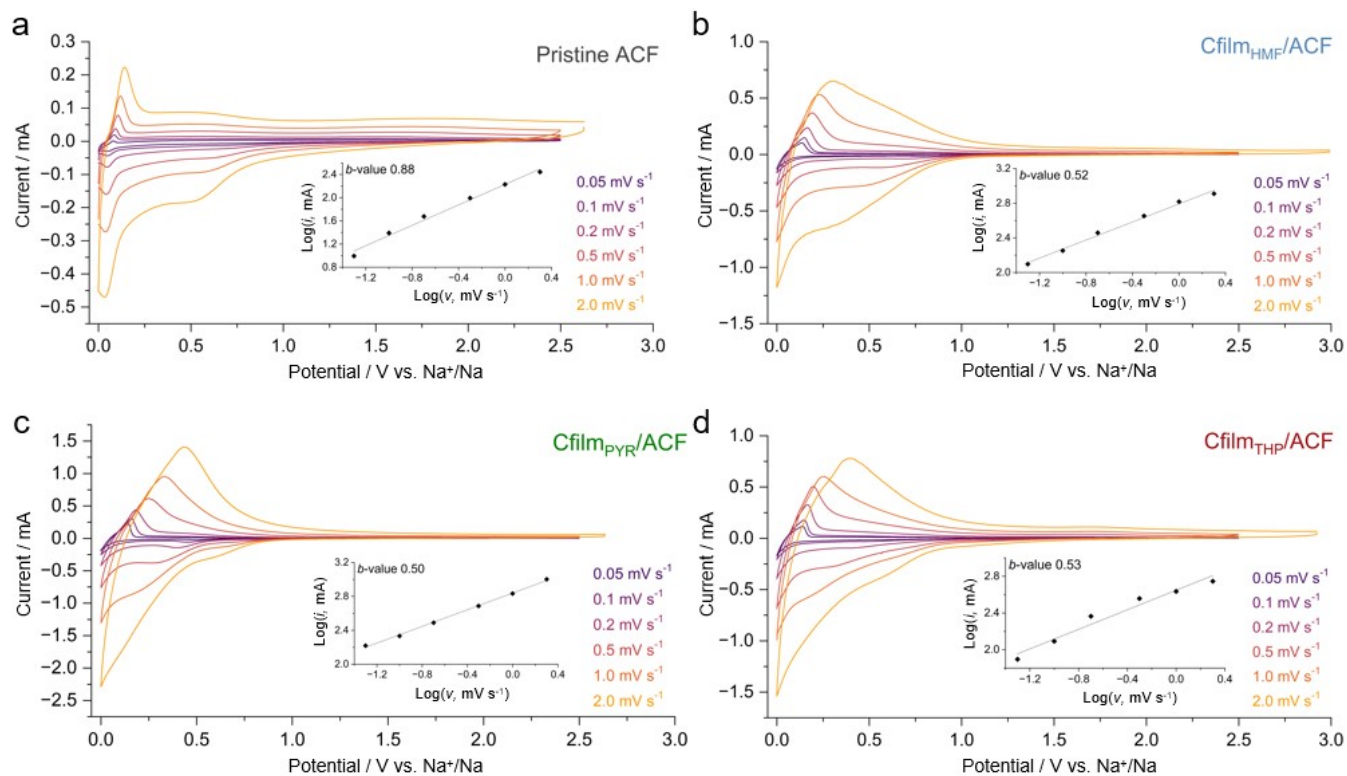 a
Pristine ACF
0.3
0.2
0.1
0.0
−0.1
−0.2
−0.3
−0.4
−0.5
Current / mA
b-value 0.88
2.4
2.0
1.6
1.2
0.8
Log(i, mA)
−1.2 −0.8 −0.4 0.0 0.4
Log(v, mV s⁻¹)
0.05 mV s⁻¹
0.1 mV s⁻¹
0.2 mV s⁻¹
0.5 mV s⁻¹
1.0 mV s⁻¹
2.0 mV s⁻¹
0.0 0.5 1.0 1.5 2.0 2.5 3.0
Potential / V vs. Na⁺/Na
b
Cfilm_HMF/ACF
1.0
0.5
0.0
−0.5
−1.0
−1.5
Current / mA
b-value 0.52
3.2
2.8
2.4
2.0
Log(i, mA)
−1.2 −0.8 −0.4 0.0 0.4
Log(v, mV s⁻¹)
0.05 mV s⁻¹
0.1 mV s⁻¹
0.2 mV s⁻¹
0.5 mV s⁻¹
1.0 mV s⁻¹
2.0 mV s⁻¹
0.0 0.5 1.0 1.5 2.0 2.5 3.0
Potential / V vs. Na⁺/Na
c
Cfilm_PYR/ACF
1.5
1.0
0.5
0.0
−0.5
−1.0
−1.5
−2.0
−2.5
Current / mA
b-value 0.50
3.2
2.8
2.4
2.0
Log(i, mA)
−1.2 −0.8 −0.4 0.0 0.4
Log(v, mV s⁻¹)
0.05 mV s⁻¹
0.1 mV s⁻¹
0.2 mV s⁻¹
0.5 mV s⁻¹
1.0 mV s⁻¹
2.0 mV s⁻¹
0.0 0.5 1.0 1.5 2.0 2.5 3.0
Potential / V vs. Na⁺/Na
d
Cfilm_THP/ACF
1.0
0.5
0.0
−0.5
−1.0
−1.5
Current / mA
b-value 0.53
2.8
2.4
2.0
Log(i, mA)
−1.2 −0.8 −0.4 0.0 0.4
Log(v, mV s⁻¹)
0.05 mV s⁻¹
0.1 mV s⁻¹
0.2 mV s⁻¹
0.5 mV s⁻¹
1.0 mV s⁻¹
2.0 mV s⁻¹
0.0 0.5 1.0 1.5 2.0 2.5 3.0
Potential / V vs. Na⁺/Na